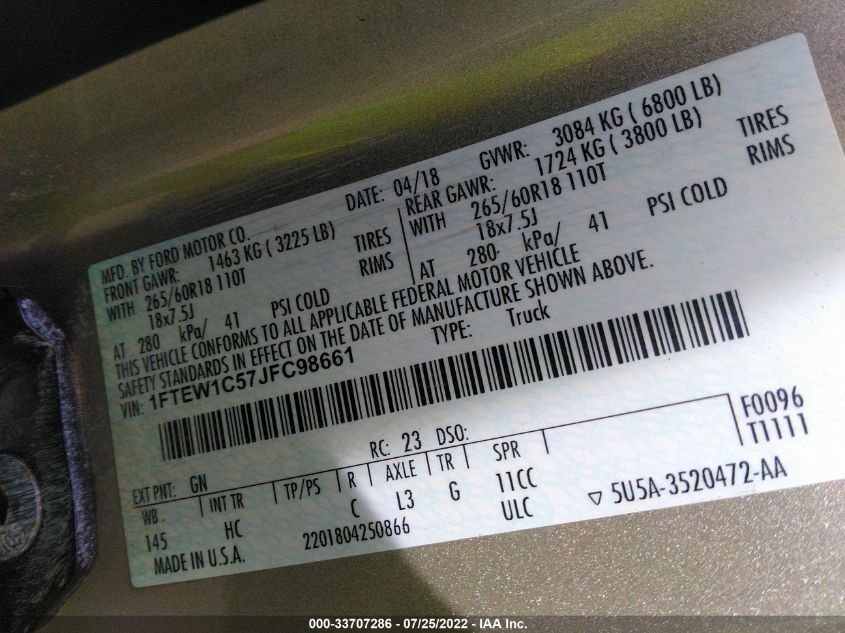 MFD. BY FORD MOTOR CO.
DATE: 04/18
GVWR: 3084 KG ( 6800 LB)
FRONT GAWR: 1463 KG ( 3225 LB)
WITH 265/60R18 110T TIRES
18x7.5J RIMS
AT 280 kPa/ 41 PSI COLD
REAR GAWR: 1724 KG ( 3800 LB)
WITH 265/60R18 110T TIRES
18x7.5J RIMS
AT 280 kPa/ 41 PSI COLD
THIS VEHICLE CONFORMS TO ALL APPLICABLE FEDERAL MOTOR VEHICLE
SAFETY STANDARDS IN EFFECT ON THE DATE OF MANUFACTURE SHOWN ABOVE.
VIN: 1FTEW1C57JFC98661
TYPE: Truck
F0096
T1111
EXT PNT: GN RC: 23 DSO:
WB INT TR TP/PS R AXLE TR SPR
145 HC C L3 G 11CC
ULC
MADE IN U.S.A. 2201804250866
▽ 5U5A-3520472-AA
000-33707286 - 07/25/2022 - IAA Inc.